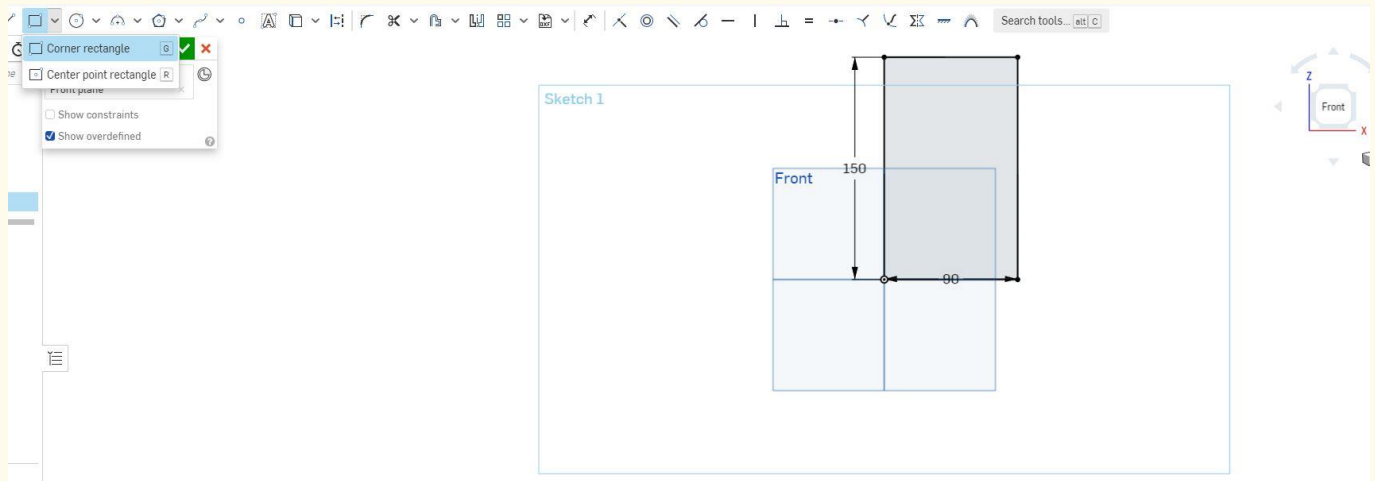 Search tools... alt C
Corner rectangle G
Center point rectangle R
Front plane
Show constraints
Show overdefined
Sketch 1
Front
150
90
Z
Front
X